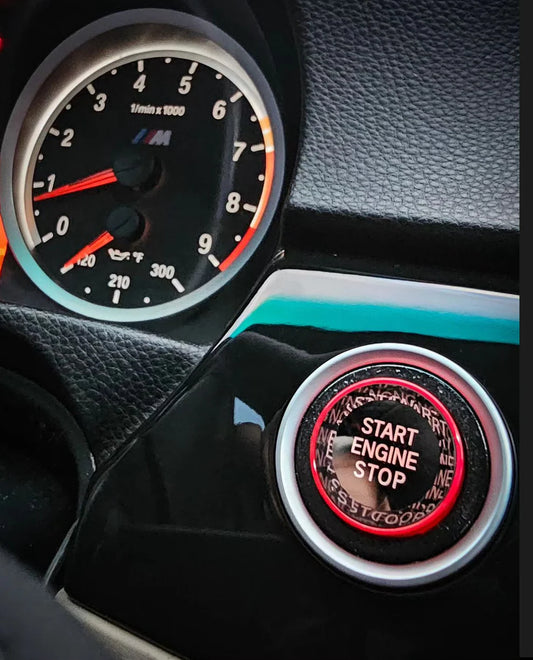 0 1 2 3 4 5 6 7 8 9
1/min x 1000
M
120 210 300
°F
START
ENGINE
STOP